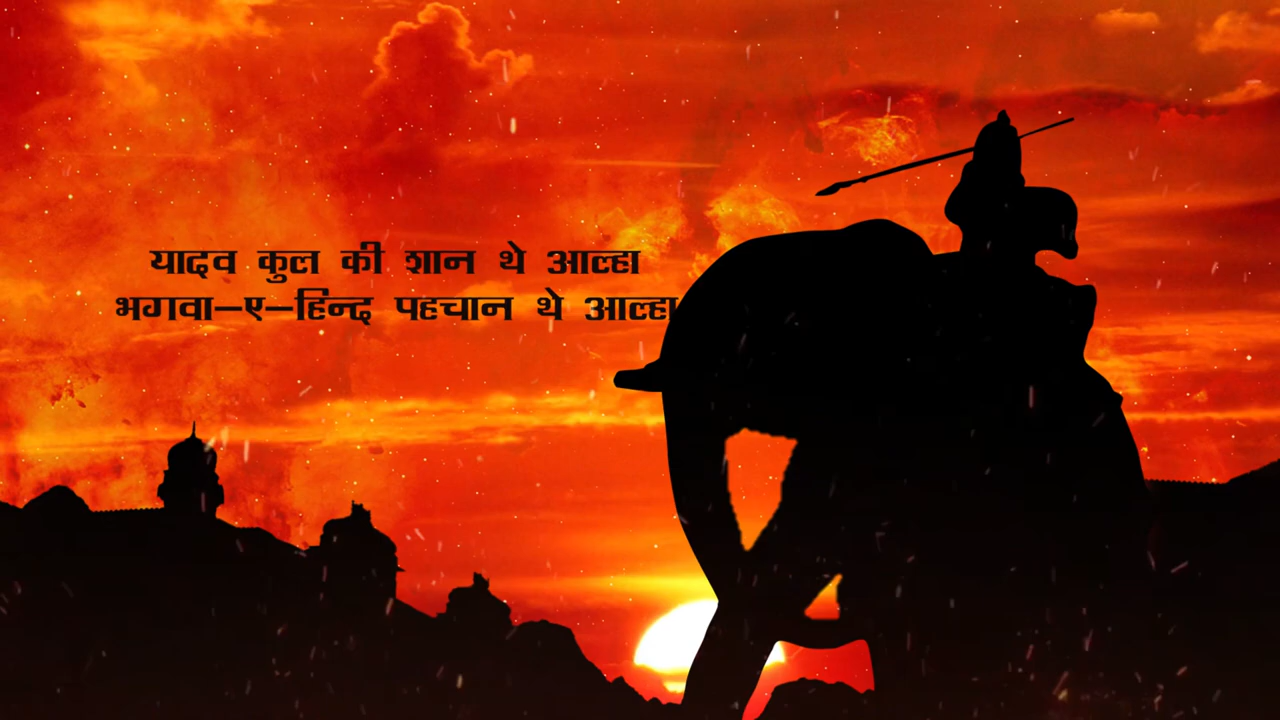 यादव कुल की शान थे आल्हा
भगवा-ए-हिन्द पहचान थे आल्हा